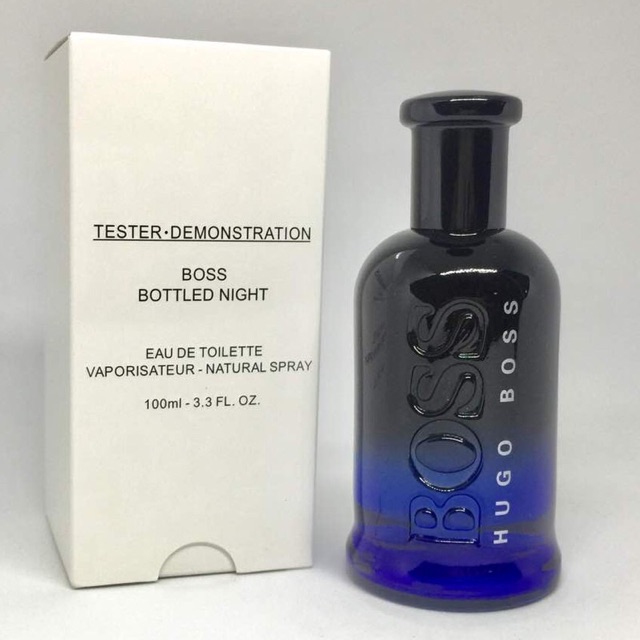 TESTER•DEMONSTRATION
BOSS
BOTTLED NIGHT
EAU DE TOILETTE
VAPORISATEUR - NATURAL SPRAY
100ml - 3.3 FL. OZ.
BOSS
HUGO BOSS